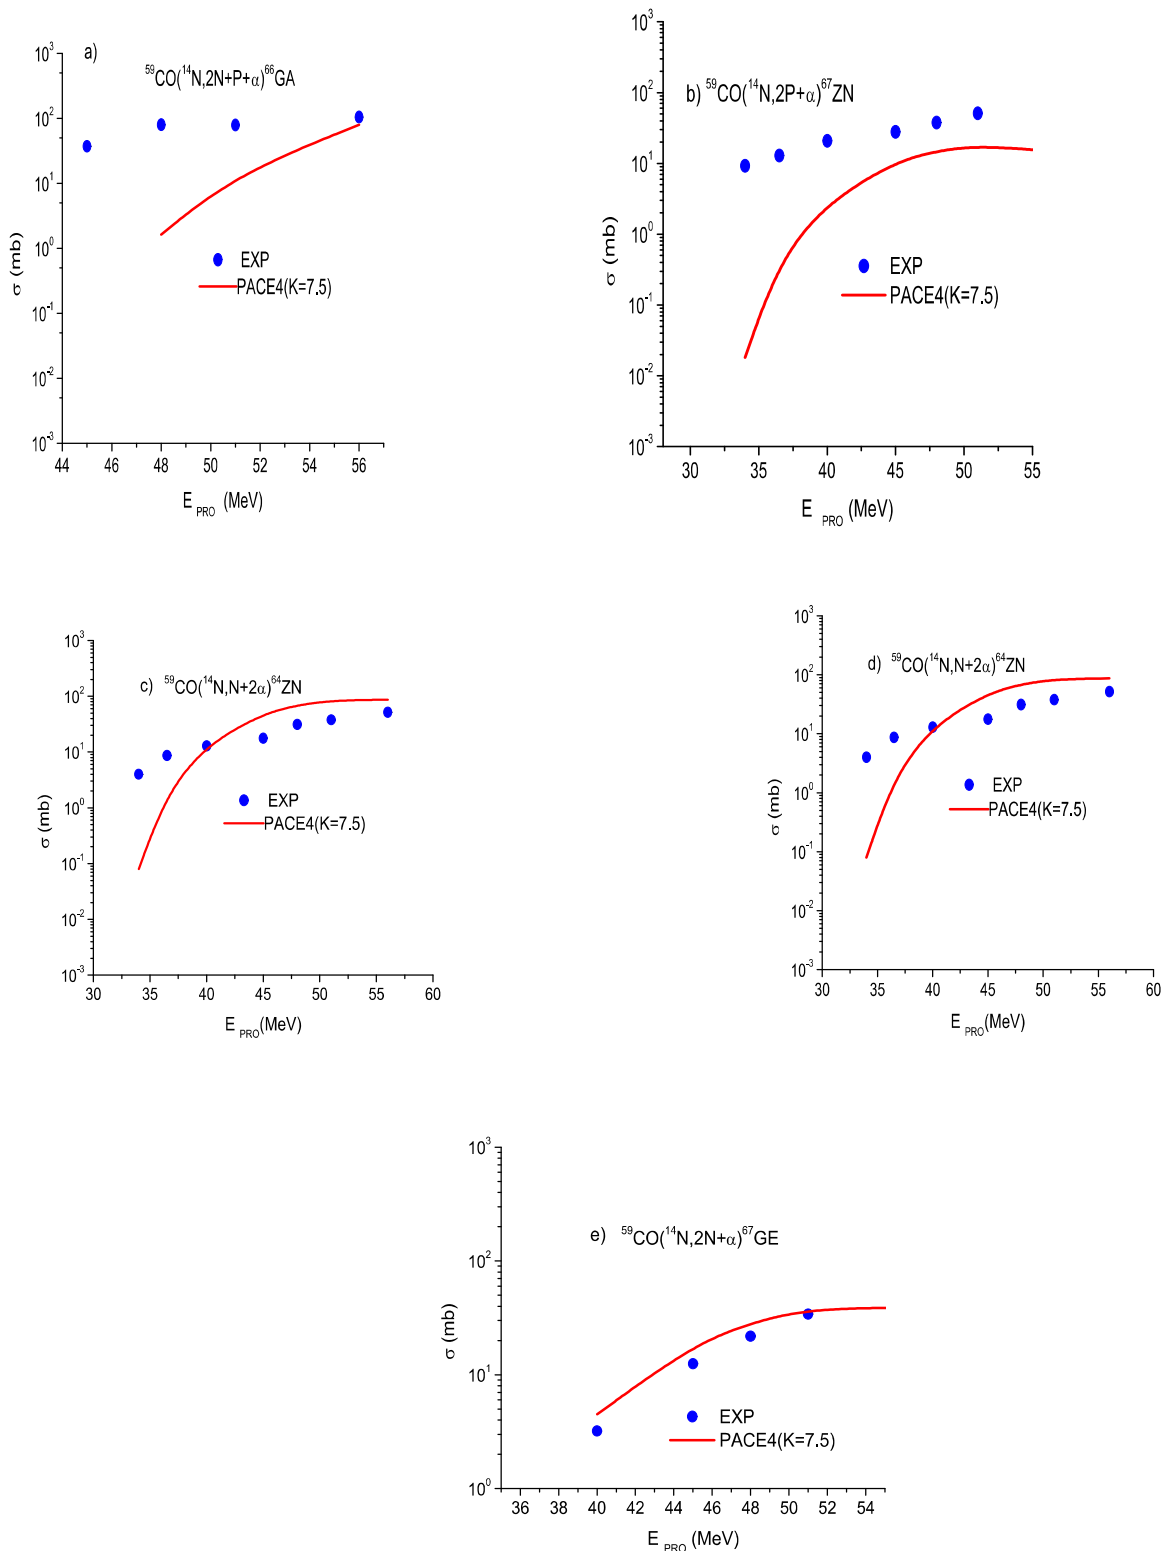 a)
⁵⁹CO(¹⁴N,2N+P+α)⁶⁶GA
10³
10²
10¹
10⁰
10⁻¹
10⁻²
10⁻³
σ (mb)
EXP
PACE4(K=7.5)
44 46 48 50 52 54 56
E PRO (MeV)
b) ⁵⁹CO(¹⁴N,2P+α)⁶⁷ZN
10³
10²
10¹
10⁰
10⁻¹
10⁻²
10⁻³
σ (mb)
EXP
PACE4(K=7.5)
30 35 40 45 50 55
E PRO (MeV)
c) ⁵⁹CO(¹⁴N,N+2α)⁶⁴ZN
10³
10²
10¹
10⁰
10⁻¹
10⁻²
10⁻³
σ (mb)
EXP
PACE4(K=7.5)
30 35 40 45 50 55 60
E PRO(MeV)
d) ⁵⁹CO(¹⁴N,N+2α)⁶⁴ZN
10³
10²
10¹
10⁰
10⁻¹
10⁻²
10⁻³
σ (mb)
EXP
PACE4(K=7.5)
30 35 40 45 50 55 60
E PRO(MeV)
e) ⁵⁹CO(¹⁴N,2N+α)⁶⁷GE
10³
10²
10¹
10⁰
σ (mb)
EXP
PACE4(K=7.5)
36 38 40 42 44 46 48 50 52 54
E PRO (MeV)